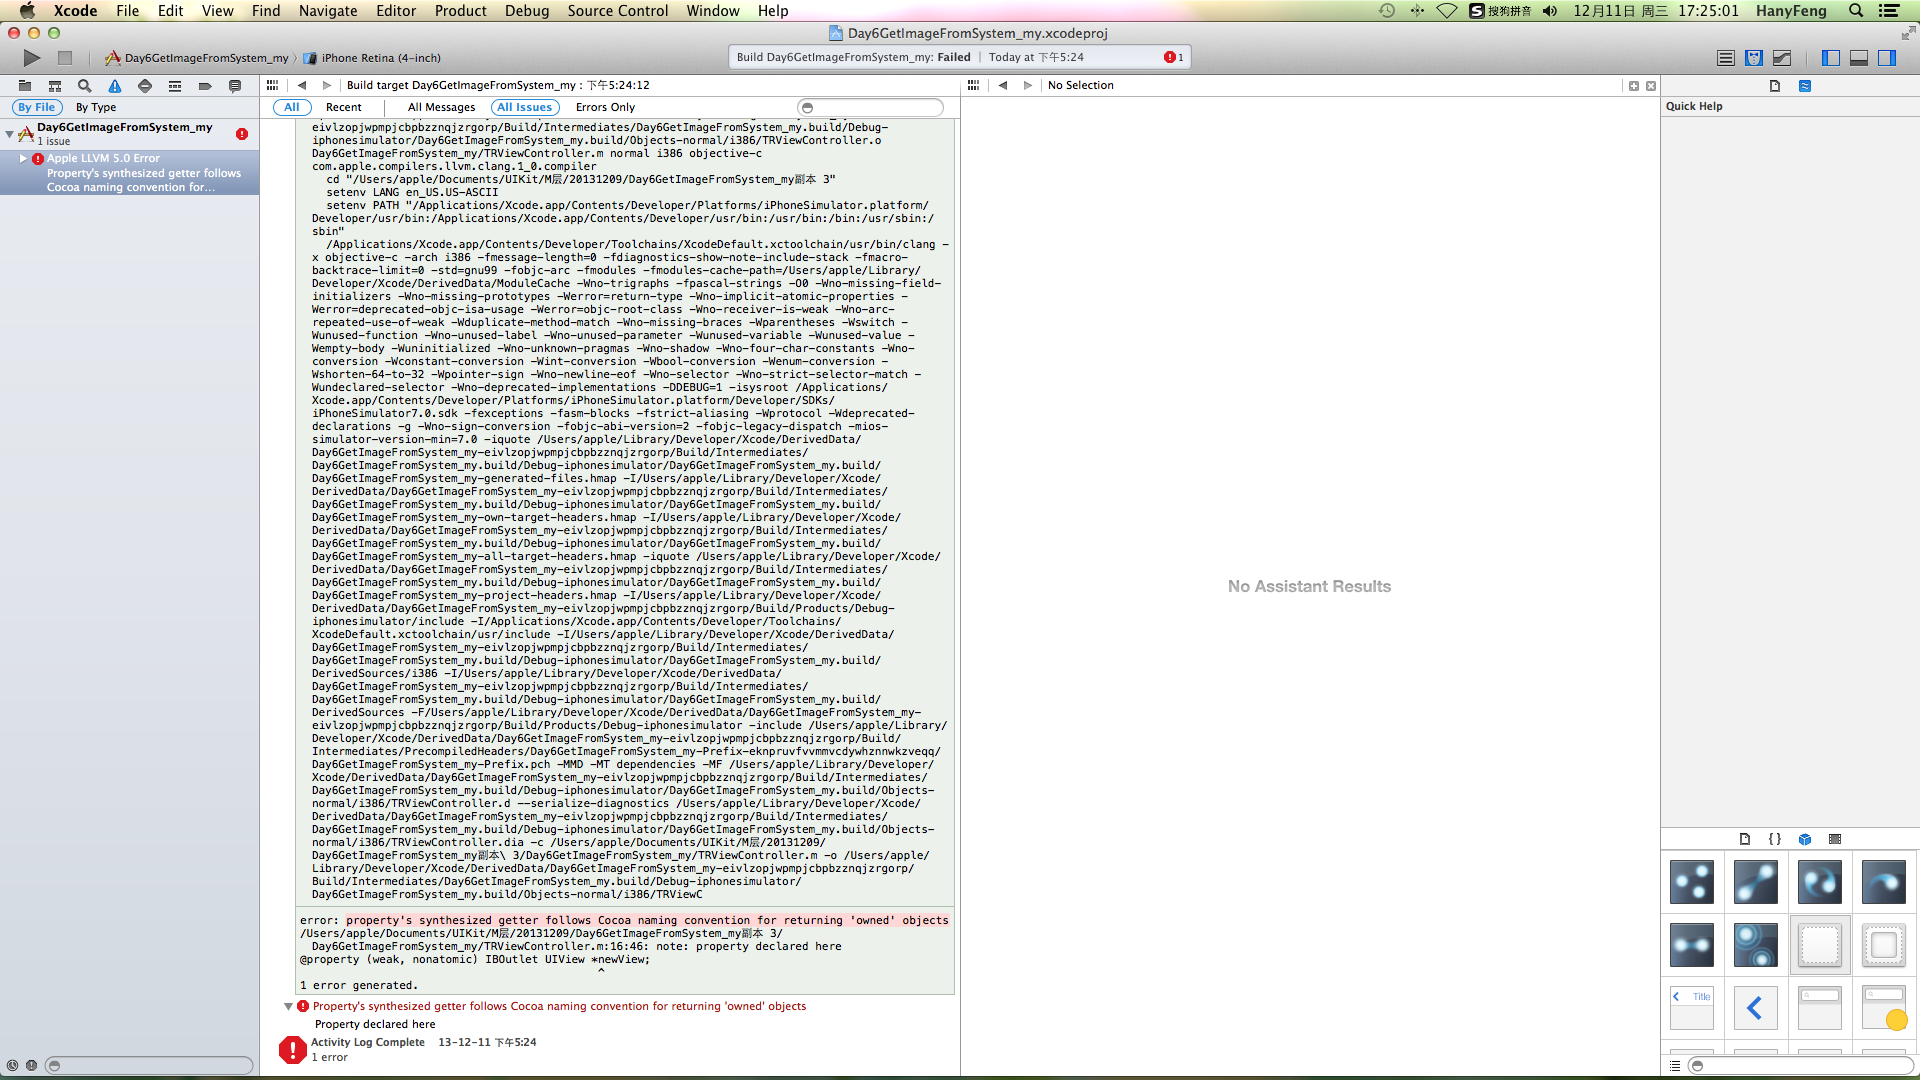 Xcode File Edit View Find Navigate Editor Product Debug Source Control Window Help
搜狗拼音 12月11日 周三 17:25:01 HanyFeng
Day6GetImageFromSystem_my.xcodeproj
Day6GetImageFromSystem_my iPhone Retina (4-inch)
Build Day6GetImageFromSystem_my: Failed Today at 下午5:24 1
Build target Day6GetImageFromSystem_my : 下午5:24:12
No Selection
By File By Type
All Recent All Messages All Issues Errors Only
Quick Help
Day6GetImageFromSystem_my
1 issue
Apple LLVM 5.0 Error
Property's synthesized getter follows
Cocoa naming convention for...
eivlzopjwpmpjcbpbzznqjzrgorp/Build/Intermediates/Day6GetImageFromSystem_my.build/Debug-
iphonesimulator/Day6GetImageFromSystem_my.build/Objects-normal/i386/TRViewController.o
Day6GetImageFromSystem_my/TRViewController.m normal i386 objective-c
com.apple.compilers.llvm.clang.1_0.compiler
cd "/Users/apple/Documents/UIKit/M层/20131209/Day6GetImageFromSystem_my副本 3"
setenv LANG en_US.US-ASCII
setenv PATH "/Applications/Xcode.app/Contents/Developer/Platforms/iPhoneSimulator.platform/
Developer/usr/bin:/Applications/Xcode.app/Contents/Developer/usr/bin:/usr/bin:/bin:/usr/sbin:/
sbin"
/Applications/Xcode.app/Contents/Developer/Toolchains/XcodeDefault.xctoolchain/usr/bin/clang -
x objective-c -arch i386 -fmessage-length=0 -fdiagnostics-show-note-include-stack -fmacro-
backtrace-limit=0 -std=gnu99 -fobjc-arc -fmodules -fmodules-cache-path=/Users/apple/Library/
Developer/Xcode/DerivedData/ModuleCache -Wno-trigraphs -fpascal-strings -O0 -Wno-missing-field-
initializers -Wno-missing-prototypes -Werror=return-type -Wno-implicit-atomic-properties -
Werror=deprecated-objc-isa-usage -Werror=objc-root-class -Wno-receiver-is-weak -Wno-arc-
repeated-use-of-weak -Wduplicate-method-match -Wno-missing-braces -Wparentheses -Wswitch -
Wunused-function -Wno-unused-label -Wno-unused-parameter -Wunused-variable -Wunused-value -
Wempty-body -Wuninitialized -Wno-unknown-pragmas -Wno-shadow -Wno-four-char-constants -Wno-
conversion -Wconstant-conversion -Wint-conversion -Wbool-conversion -Wenum-conversion -
Wshorten-64-to-32 -Wpointer-sign -Wno-newline-eof -Wno-selector -Wno-strict-selector-match -
Wundeclared-selector -Wno-deprecated-implementations -DDEBUG=1 -isysroot /Applications/
Xcode.app/Contents/Developer/Platforms/iPhoneSimulator.platform/Developer/SDKs/
iPhoneSimulator7.0.sdk -fexceptions -fasm-blocks -fstrict-aliasing -Wprotocol -Wdeprecated-
declarations -g -Wno-sign-conversion -fobjc-abi-version=2 -fobjc-legacy-dispatch -mios-
simulator-version-min=7.0 -iquote /Users/apple/Library/Developer/Xcode/DerivedData/
Day6GetImageFromSystem_my-eivlzopjwpmpjcbpbzznqjzrgorp/Build/Intermediates/
Day6GetImageFromSystem_my.build/Debug-iphonesimulator/Day6GetImageFromSystem_my.build/
Day6GetImageFromSystem_my-generated-files.hmap -I/Users/apple/Library/Developer/Xcode/
DerivedData/Day6GetImageFromSystem_my-eivlzopjwpmpjcbpbzznqjzrgorp/Build/Intermediates/
Day6GetImageFromSystem_my.build/Debug-iphonesimulator/Day6GetImageFromSystem_my.build/
Day6GetImageFromSystem_my-own-target-headers.hmap -I/Users/apple/Library/Developer/Xcode/
DerivedData/Day6GetImageFromSystem_my-eivlzopjwpmpjcbpbzznqjzrgorp/Build/Intermediates/
Day6GetImageFromSystem_my.build/Debug-iphonesimulator/Day6GetImageFromSystem_my.build/
Day6GetImageFromSystem_my-all-target-headers.hmap -iquote /Users/apple/Library/Developer/Xcode/
DerivedData/Day6GetImageFromSystem_my-eivlzopjwpmpjcbpbzznqjzrgorp/Build/Intermediates/
Day6GetImageFromSystem_my.build/Debug-iphonesimulator/Day6GetImageFromSystem_my.build/
Day6GetImageFromSystem_my-project-headers.hmap -I/Users/apple/Library/Developer/Xcode/
DerivedData/Day6GetImageFromSystem_my-eivlzopjwpmpjcbpbzznqjzrgorp/Build/Products/Debug-
iphonesimulator/include -I/Applications/Xcode.app/Contents/Developer/Toolchains/
XcodeDefault.xctoolchain/usr/include -I/Users/apple/Library/Developer/Xcode/DerivedData/
Day6GetImageFromSystem_my-eivlzopjwpmpjcbpbzznqjzrgorp/Build/Intermediates/
Day6GetImageFromSystem_my.build/Debug-iphonesimulator/Day6GetImageFromSystem_my.build/
DerivedSources/i386 -I/Users/apple/Library/Developer/Xcode/DerivedData/
Day6GetImageFromSystem_my-eivlzopjwpmpjcbpbzznqjzrgorp/Build/Intermediates/
Day6GetImageFromSystem_my.build/Debug-iphonesimulator/Day6GetImageFromSystem_my.build/
DerivedSources -F/Users/apple/Library/Developer/Xcode/DerivedData/Day6GetImageFromSystem_my-
eivlzopjwpmpjcbpbzznqjzrgorp/Build/Products/Debug-iphonesimulator -include /Users/apple/Library/
Developer/Xcode/DerivedData/Day6GetImageFromSystem_my-eivlzopjwpmpjcbpbzznqjzrgorp/Build/
Intermediates/PrecompiledHeaders/Day6GetImageFromSystem_my-Prefix-eknpruvfvvmmvcdywhznnwkzveqq/
Day6GetImageFromSystem_my-Prefix.pch -MMD -MT dependencies -MF /Users/apple/Library/Developer/
Xcode/DerivedData/Day6GetImageFromSystem_my-eivlzopjwpmpjcbpbzznqjzrgorp/Build/Intermediates/
Day6GetImageFromSystem_my.build/Debug-iphonesimulator/Day6GetImageFromSystem_my.build/Objects-
normal/i386/TRViewController.d --serialize-diagnostics /Users/apple/Library/Developer/Xcode/
DerivedData/Day6GetImageFromSystem_my-eivlzopjwpmpjcbpbzznqjzrgorp/Build/Intermediates/
Day6GetImageFromSystem_my.build/Debug-iphonesimulator/Day6GetImageFromSystem_my.build/Objects-
normal/i386/TRViewController.dia -c /Users/apple/Documents/UIKit/M层/20131209/
Day6GetImageFromSystem_my副本\ 3/Day6GetImageFromSystem_my/TRViewController.m -o /Users/apple/
Library/Developer/Xcode/DerivedData/Day6GetImageFromSystem_my-eivlzopjwpmpjcbpbzznqjzrgorp/
Build/Intermediates/Day6GetImageFromSystem_my.build/Debug-iphonesimulator/
Day6GetImageFromSystem_my.build/Objects-normal/i386/TRViewC
error: property's synthesized getter follows Cocoa naming convention for returning 'owned' objects
/Users/apple/Documents/UIKit/M层/20131209/Day6GetImageFromSystem_my副本 3/
Day6GetImageFromSystem_my/TRViewController.m:16:46: note: property declared here
@property (weak, nonatomic) IBOutlet UIView *newView;
^
1 error generated.
Property's synthesized getter follows Cocoa naming convention for returning 'owned' objects
Property declared here
Activity Log Complete 13-12-11 下午5:24
1 error
No Assistant Results
Title